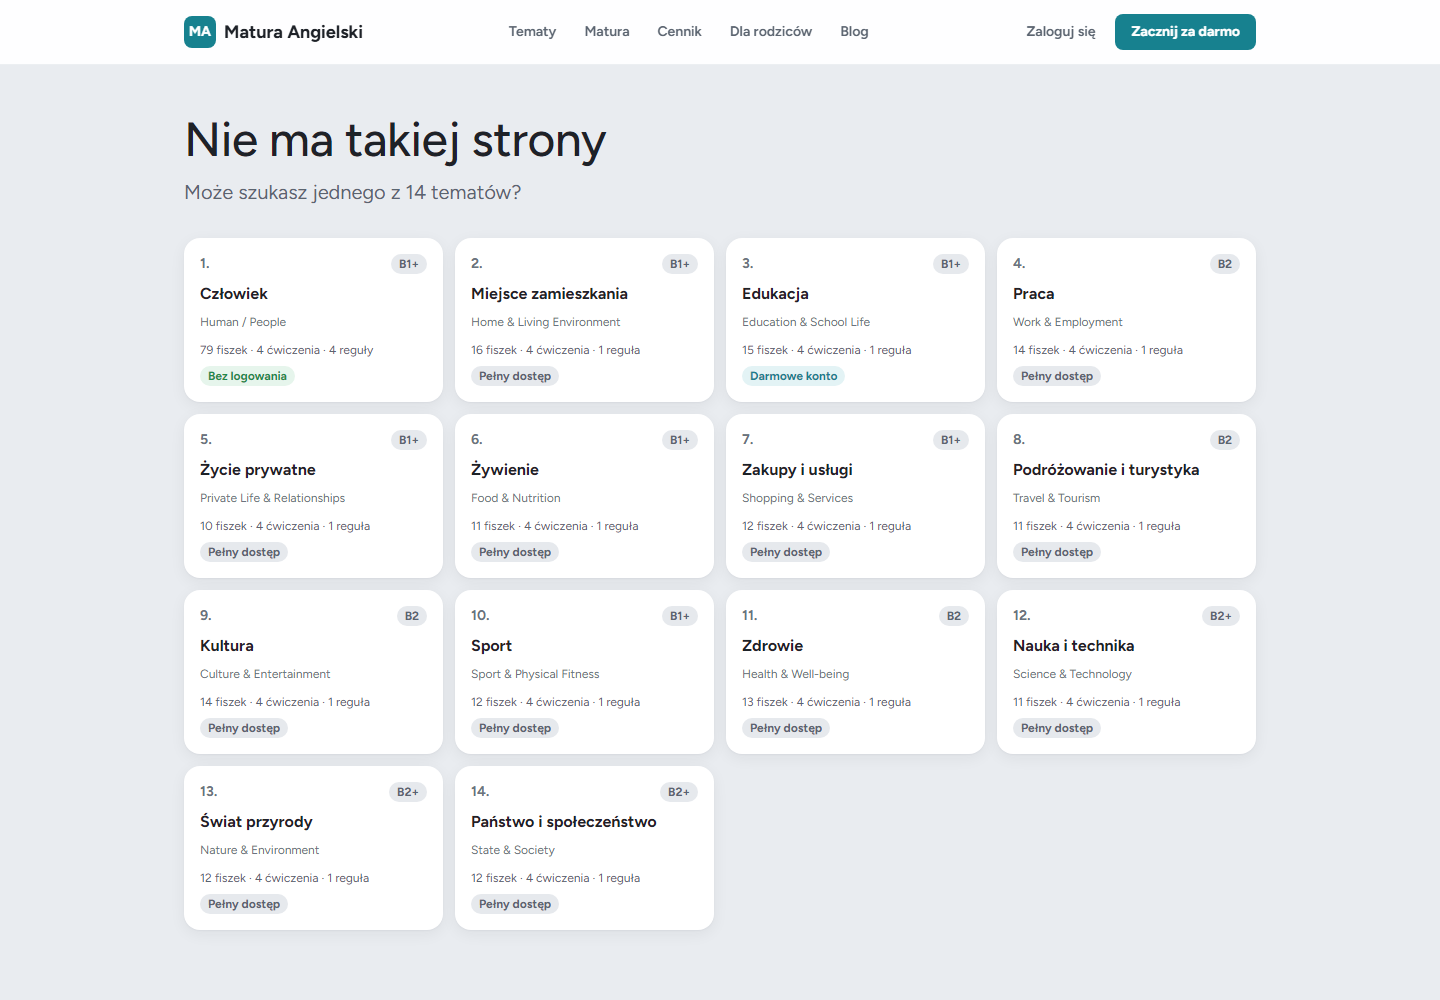 MA Matura Angielski Tematy Matura Cennik Dla rodziców Blog Zaloguj się Zacznij za darmo
Nie ma takiej strony
Może szukasz jednego z 14 tematów?
1. B1+
Człowiek
Human / People
79 fiszek · 4 ćwiczenia · 4 reguły
Bez logowania
2. B1+
Miejsce zamieszkania
Home & Living Environment
16 fiszek · 4 ćwiczenia · 1 reguła
Pełny dostęp
3. B1+
Edukacja
Education & School Life
15 fiszek · 4 ćwiczenia · 1 reguła
Darmowe konto
4. B2
Praca
Work & Employment
14 fiszek · 4 ćwiczenia · 1 reguła
Pełny dostęp
5. B1+
Życie prywatne
Private Life & Relationships
10 fiszek · 4 ćwiczenia · 1 reguła
Pełny dostęp
6. B1+
Żywienie
Food & Nutrition
11 fiszek · 4 ćwiczenia · 1 reguła
Pełny dostęp
7. B1+
Zakupy i usługi
Shopping & Services
12 fiszek · 4 ćwiczenia · 1 reguła
Pełny dostęp
8. B2
Podróżowanie i turystyka
Travel & Tourism
11 fiszek · 4 ćwiczenia · 1 reguła
Pełny dostęp
9. B2
Kultura
Culture & Entertainment
14 fiszek · 4 ćwiczenia · 1 reguła
Pełny dostęp
10. B1+
Sport
Sport & Physical Fitness
12 fiszek · 4 ćwiczenia · 1 reguła
Pełny dostęp
11. B2
Zdrowie
Health & Well-being
13 fiszek · 4 ćwiczenia · 1 reguła
Pełny dostęp
12. B2+
Nauka i technika
Science & Technology
11 fiszek · 4 ćwiczenia · 1 reguła
Pełny dostęp
13. B2+
Świat przyrody
Nature & Environment
12 fiszek · 4 ćwiczenia · 1 reguła
Pełny dostęp
14. B2+
Państwo i społeczeństwo
State & Society
12 fiszek · 4 ćwiczenia · 1 reguła
Pełny dostęp